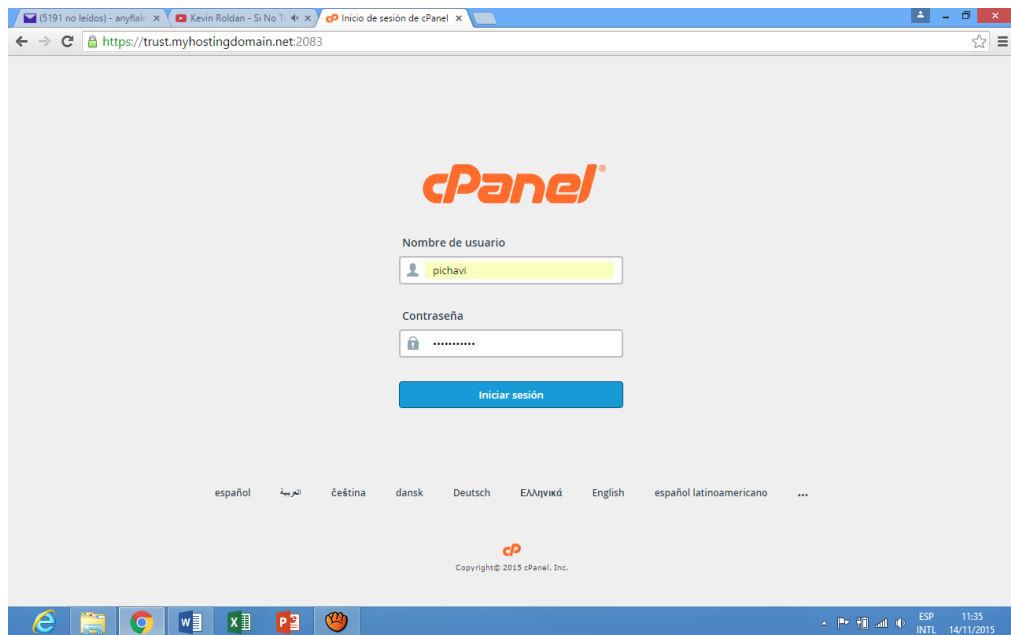 (5191 no leídos) - anyflak
Kevin Roldan - Si No Te
cP Inicio de sesión de cPanel
https://trust.myhostingdomain.net:2083
cPanel®
Nombre de usuario
pichavi
Contraseña
•••••••••••
Iniciar sesión
español العربية čeština dansk Deutsch Ελληνικά English español latinoamericano ...
cP
Copyright© 2015 cPanel, Inc.
ESP 11:35
INTL 14/11/2015